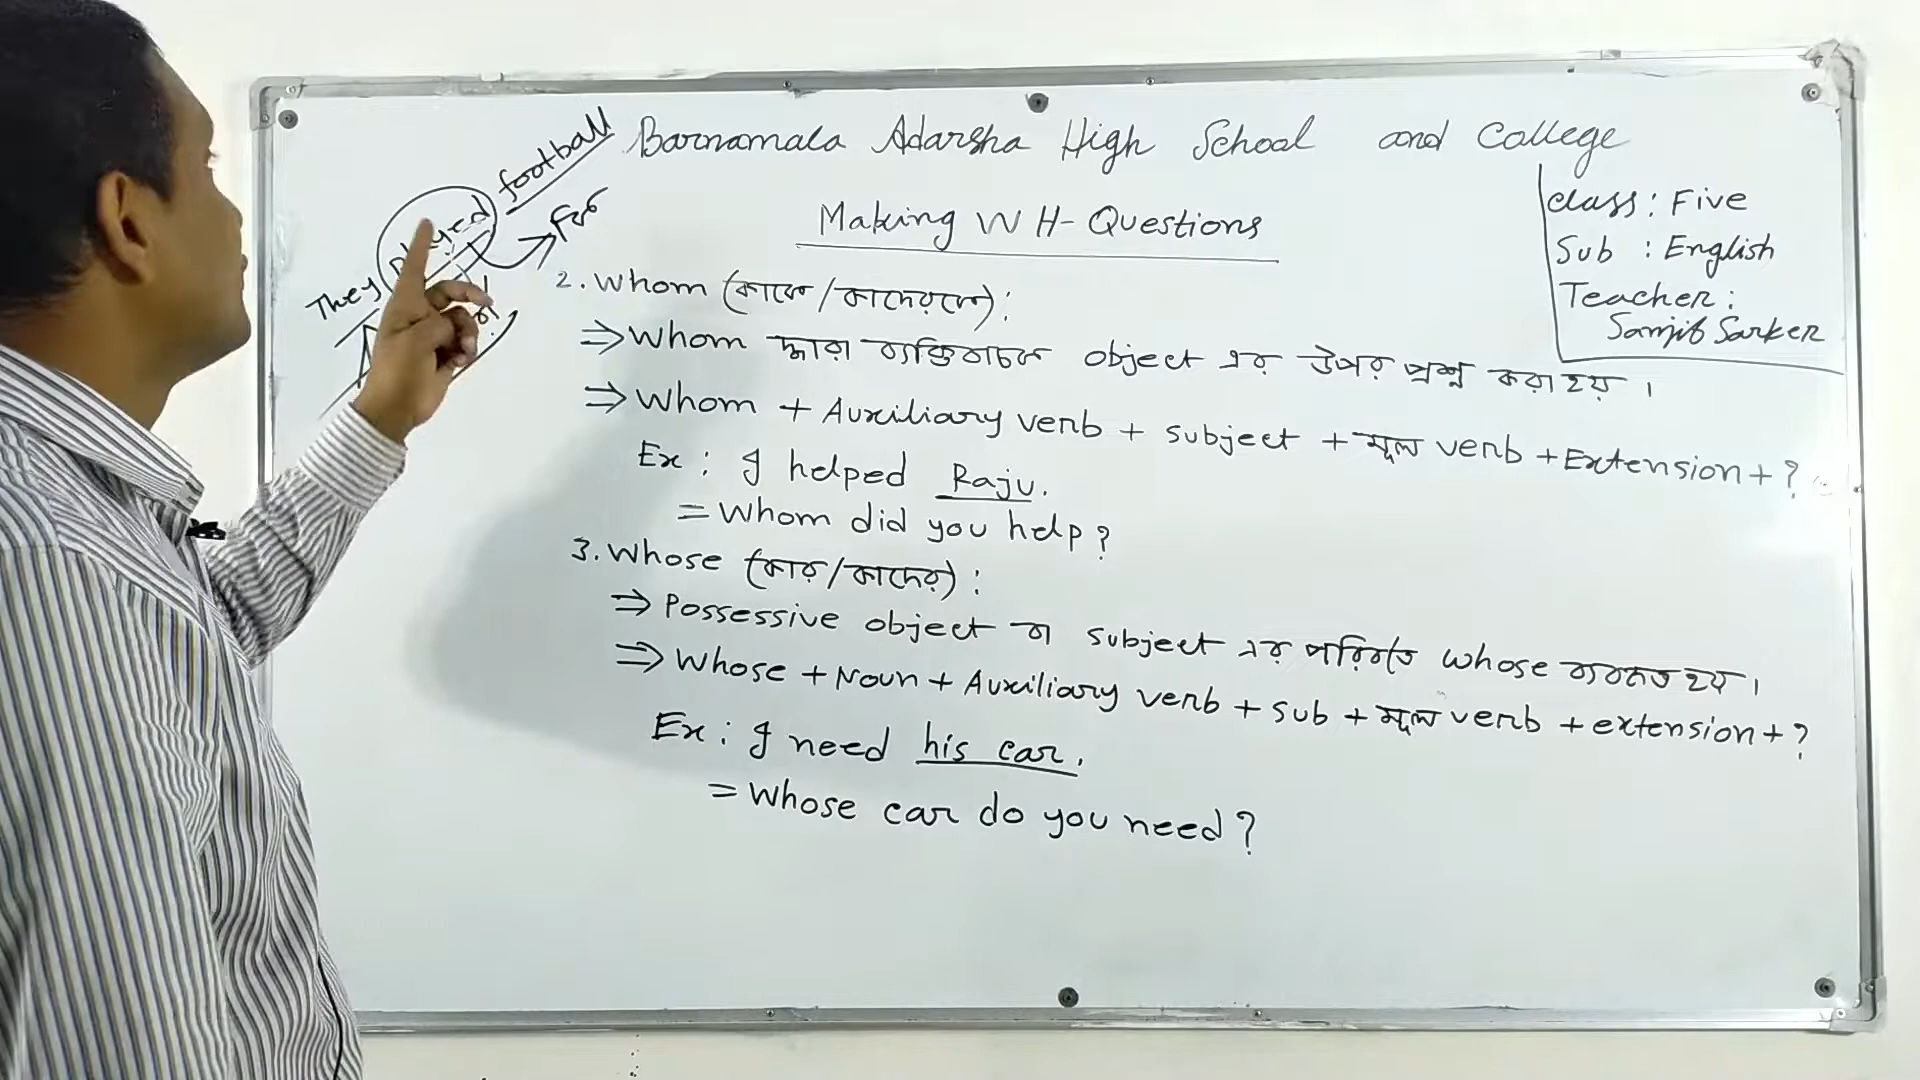 Barnamala Adarsha High School and College
Making WH-Questions
class: Five
Sub : English
Teacher:
Sanjit Sarker
They played football
2. Whom (কাকে/কাদেরকে):
⇒ Whom দ্বারা ব্যক্তিবাচক object এর উপর প্রশ্ন করা হয়।
⇒ Whom + Auxiliary verb + subject + মূল verb + Extension + ?
Ex: I helped Raju.
= Whom did you help?
3. Whose (কার/কাদের):
⇒ Possessive object বা subject এর পরিবর্তে whose ব্যবহৃত হয়।
⇒ Whose + Noun + Auxiliary verb + sub + মূল verb + extension + ?
Ex: I need his car.
= Whose car do you need?